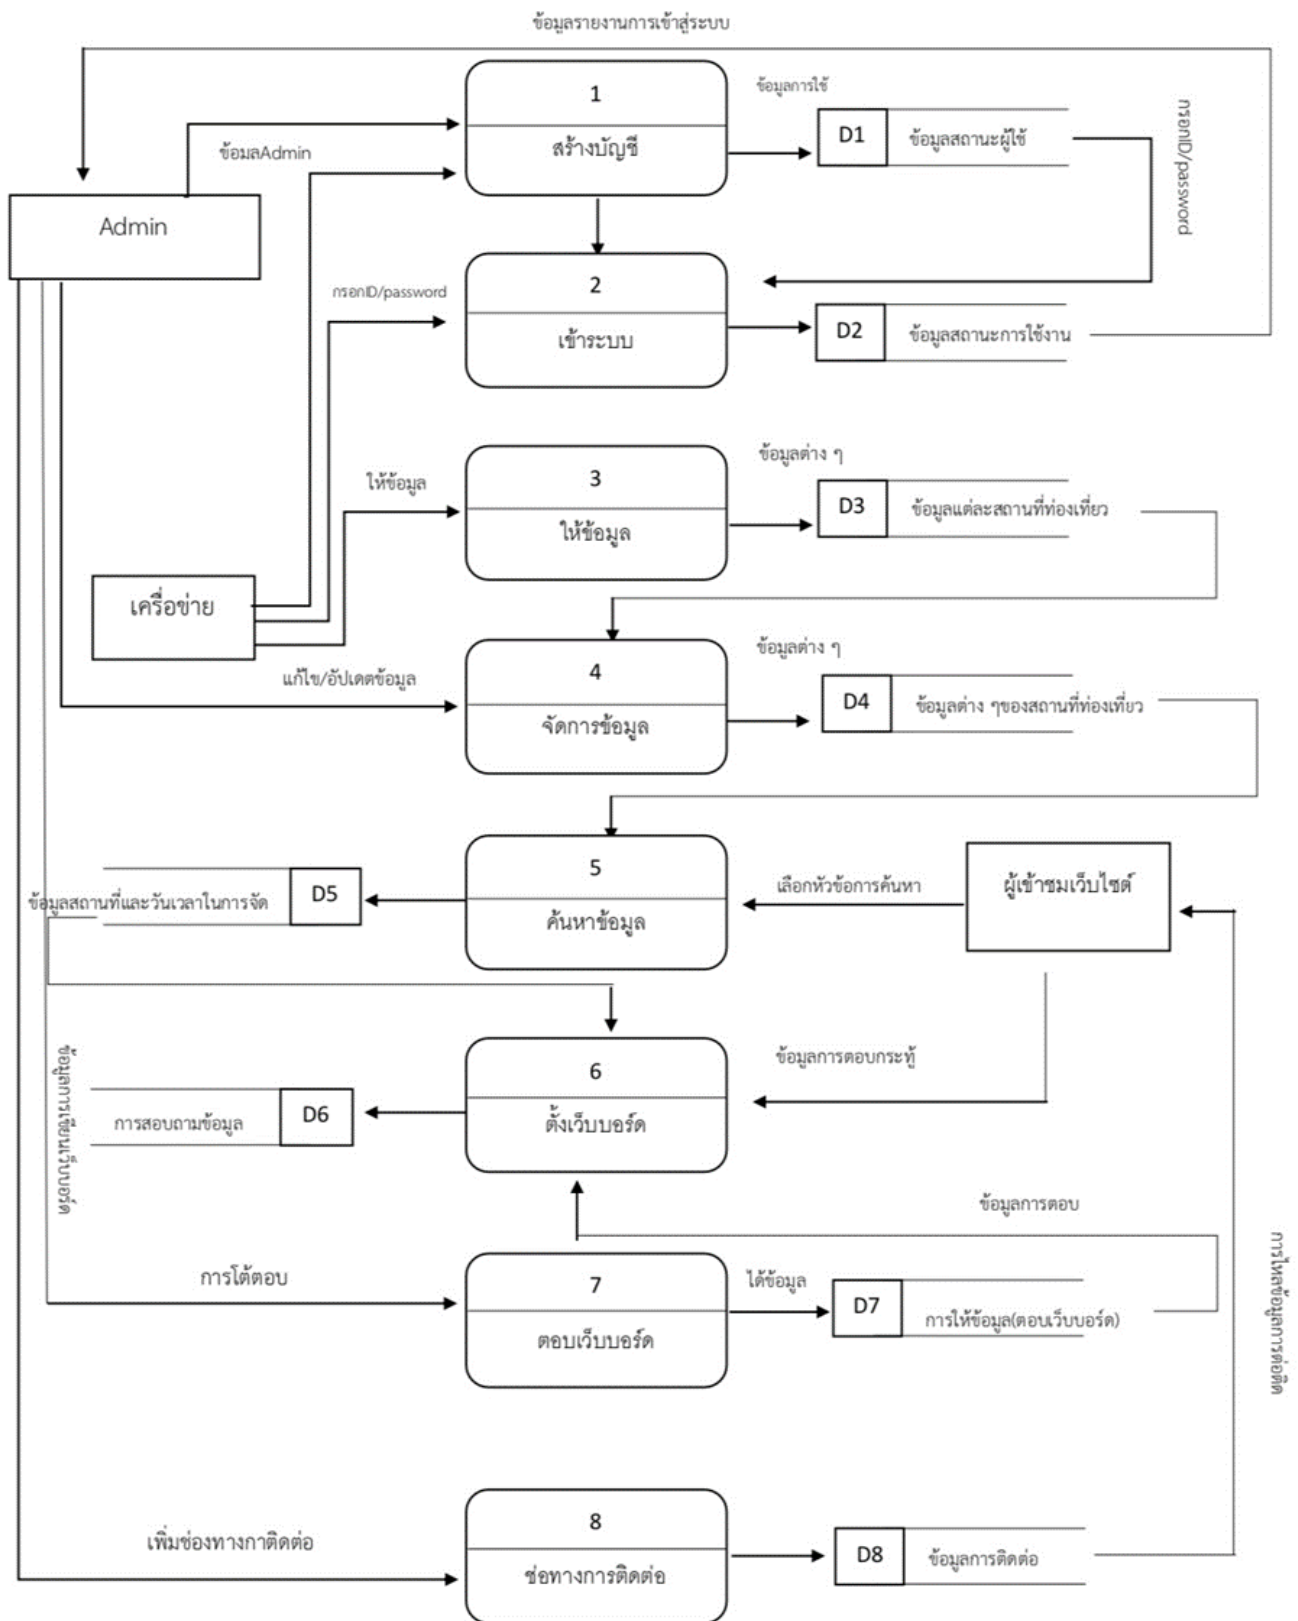 ข้อมูลรายงานการเข้าสู่ระบบ
1
สร้างบัญชี
ข้อมูลการใช้
D1
ข้อมูลสถานะผู้ใช้
กรอกID/password
ข้อมลAdmin
Admin
กรอกID/password
2
เข้าระบบ
D2
ข้อมูลสถานะการใช้งาน
ให้ข้อมูล
3
ให้ข้อมูล
ข้อมูลต่าง ๆ
D3
ข้อมูลแต่ละสถานที่ท่องเที่ยว
เครื่อข่าย
แก้ไข/อัปเดตข้อมูล
4
จัดการข้อมูล
ข้อมูลต่าง ๆ
D4
ข้อมูลต่าง ๆของสถานที่ท่องเที่ยว
ข้อมูลสถานที่และวันเวลาในการจัด
D5
5
ค้นหาข้อมูล
เลือกหัวข้อการค้นหา
ผู้เข้าชมเว็บไซต์
ข้อมูลการเขียนเว็บบอร์ด
การสอบถามข้อมูล
D6
6
ตั้งเว็บบอร์ด
ข้อมูลการตอบกระทู้
ข้อมูลการตอบ
การโต้ตอบ
7
ตอบเว็บบอร์ด
ได้ข้อมูล
D7
การให้ข้อมูล(ตอบเว็บบอร์ด)
การไหลข้อมูลการติดต่อ
เพิ่มช่องทางกาติดต่อ
8
ช่อทางการติดต่อ
D8
ข้อมูลการติดต่อ